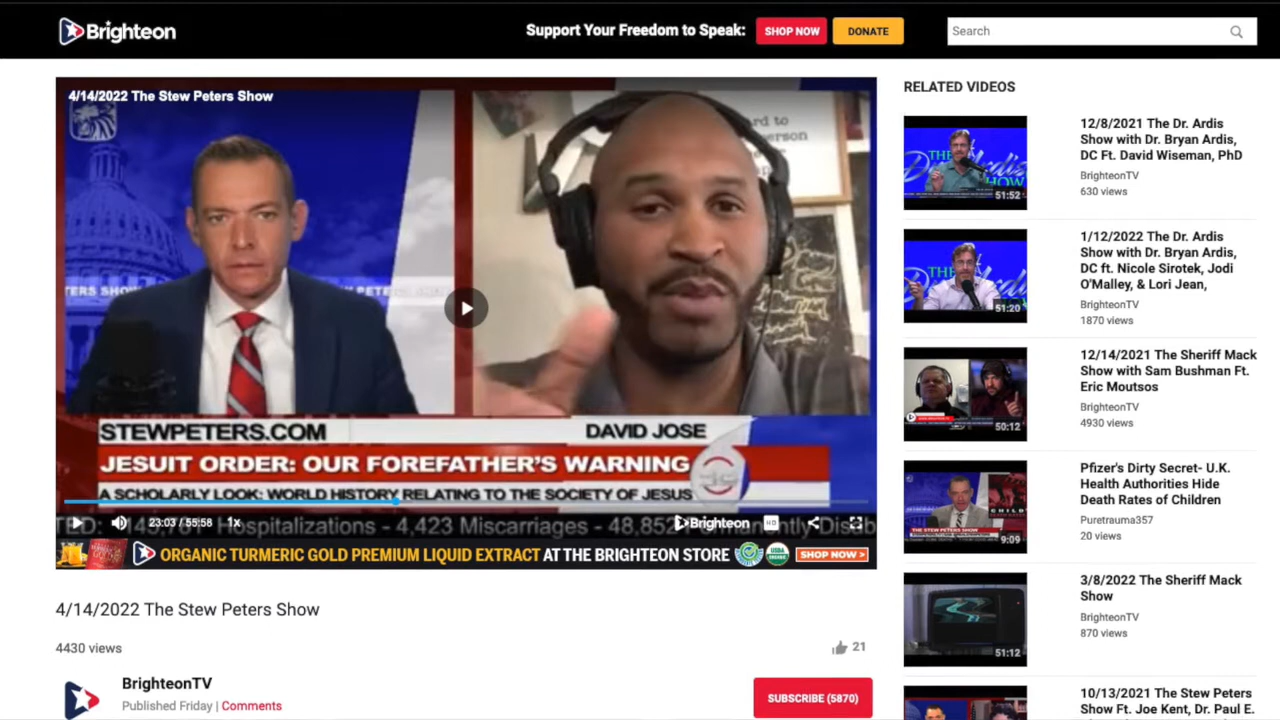 Brighteon
Support Your Freedom to Speak:
SHOP NOW
DONATE
Search
4/14/2022 The Stew Peters Show
TERS SHO
PETER
STEWPETERS.COM
DAVID JOSE
JESUIT ORDER: OUR FOREFATHER'S WARNING
A SCHOLARLY LOOK: WORLD HISTORY RELATING TO THE SOCIETY OF JESUS
23:03 / 55:58 1x
Brighteon
HD
Hospitalizations - 4,423 Miscarriages - 48,852
ORGANIC TURMERIC GOLD PREMIUM LIQUID EXTRACT AT THE BRIGHTEON STORE
USDA
ORGANIC
SHOP NOW >
4/14/2022 The Stew Peters Show
4430 views
21
BrighteonTV
Published Friday | Comments
SUBSCRIBE (5870)
RELATED VIDEOS
51:52
12/8/2021 The Dr. Ardis
Show with Dr. Bryan Ardis,
DC Ft. David Wiseman, PhD
BrighteonTV
630 views
51:20
1/12/2022 The Dr. Ardis
Show with Dr. Bryan Ardis,
DC ft. Nicole Sirotek, Jodi
O'Malley, & Lori Jean,
BrighteonTV
1870 views
50:12
12/14/2021 The Sheriff Mack
Show with Sam Bushman Ft.
Eric Moutsos
BrighteonTV
4930 views
9:09
Pfizer's Dirty Secret- U.K.
Health Authorities Hide
Death Rates of Children
Puretrauma357
20 views
51:12
3/8/2022 The Sheriff Mack
Show
BrighteonTV
870 views
10/13/2021 The Stew Peters
Show Ft. Joe Kent, Dr. Paul E.